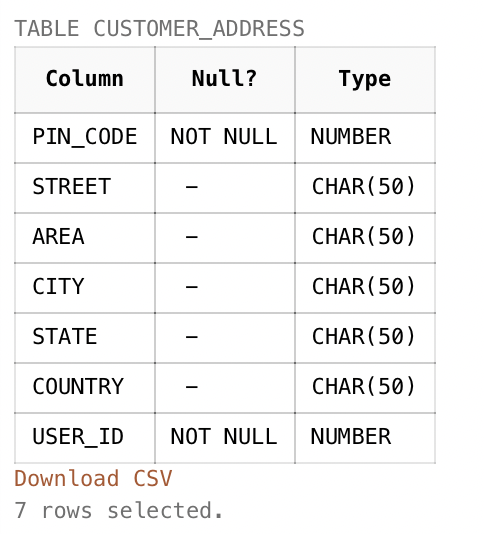 TABLE CUSTOMER_ADDRESS
Column Null? Type
PIN_CODE NOT NULL NUMBER
STREET – CHAR(50)
AREA – CHAR(50)
CITY – CHAR(50)
STATE – CHAR(50)
COUNTRY – CHAR(50)
USER_ID NOT NULL NUMBER
Download CSV
7 rows selected.